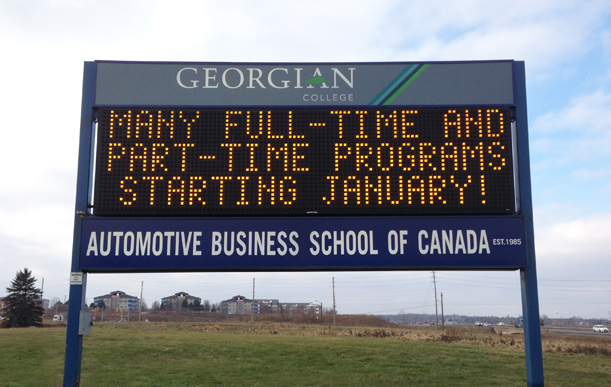 GEORGIAN
COLLEGE
MANY FULL-TIME AND
PART-TIME PROGRAMS
STARTING JANUARY!
AUTOMOTIVE BUSINESS SCHOOL OF CANADA EST.1985